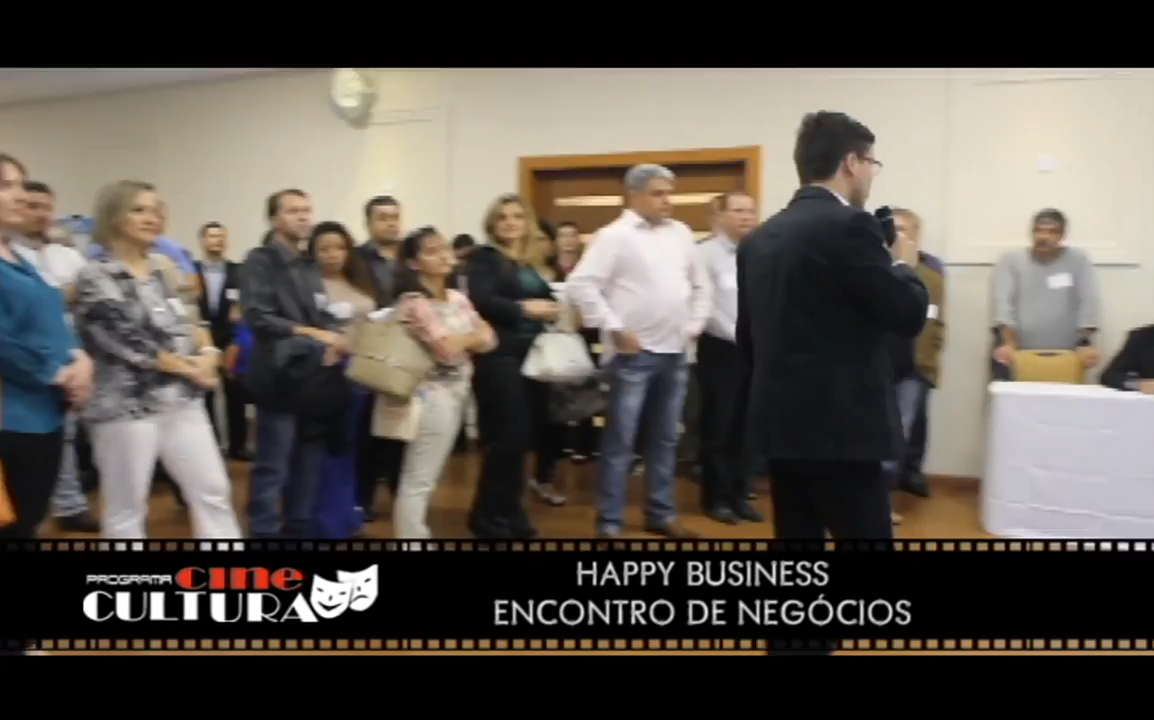 PROGRAMA CINE
CULTURA
HAPPY BUSINESS
ENCONTRO DE NEGÓCIOS